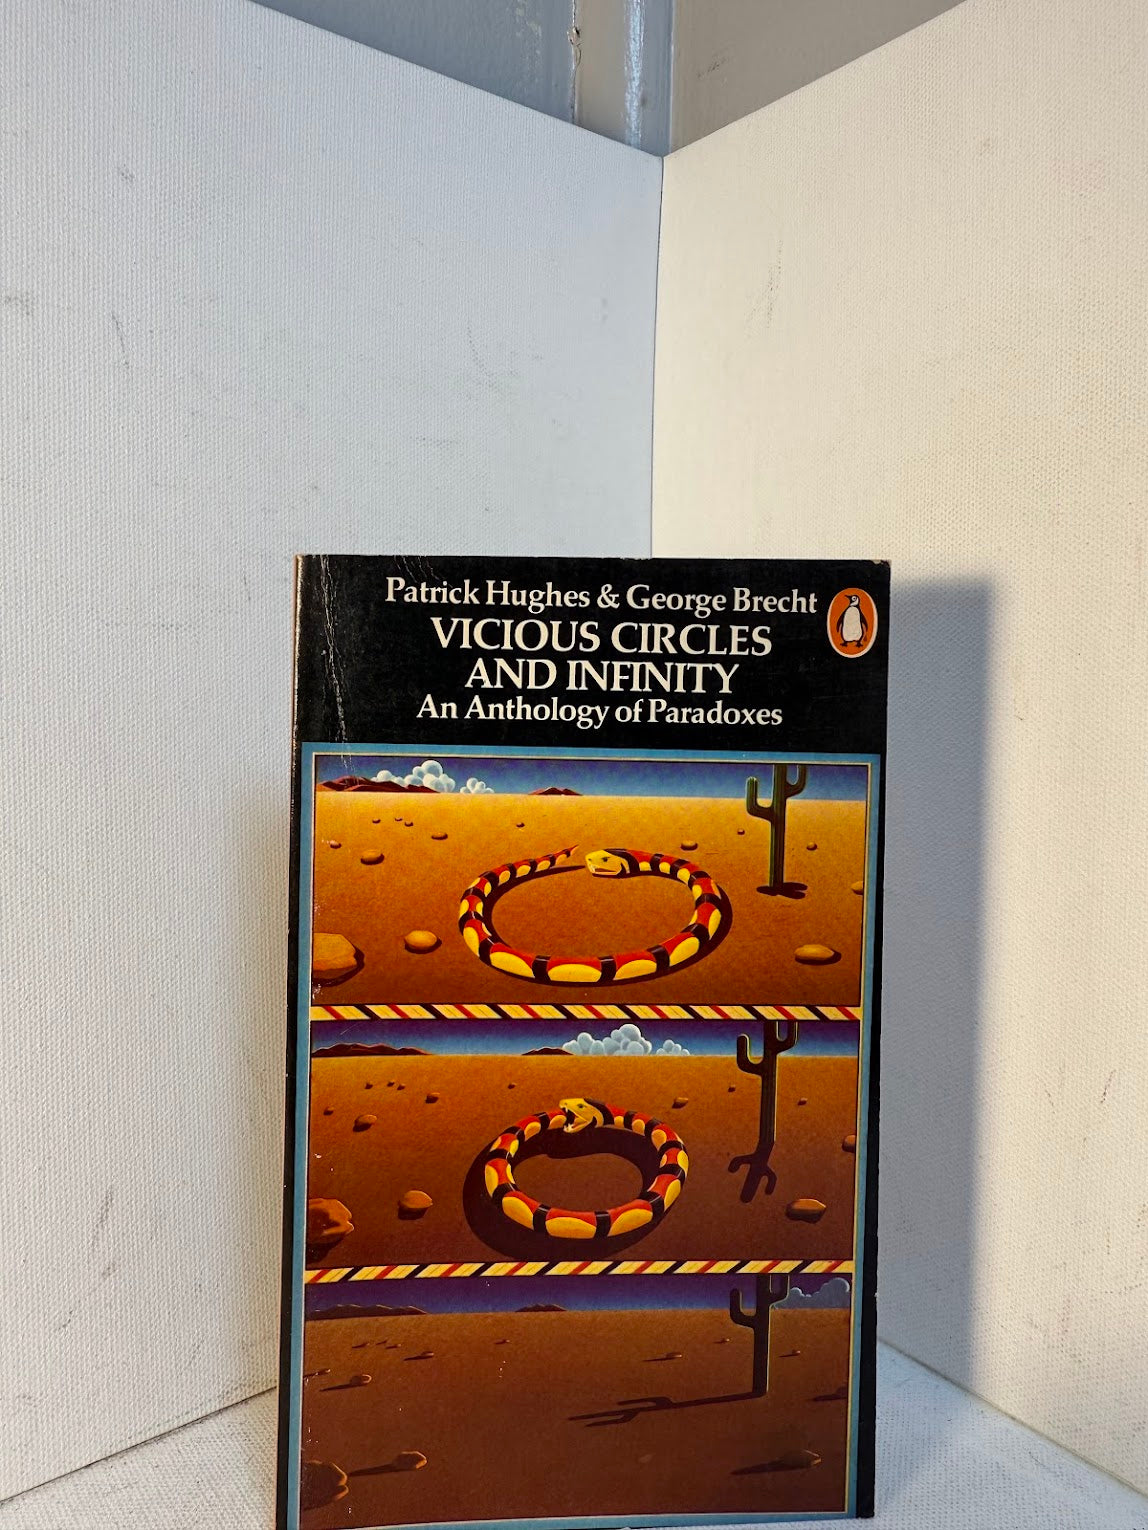 Patrick Hughes & George Brecht
VICIOUS CIRCLES
AND INFINITY
An Anthology of Paradoxes